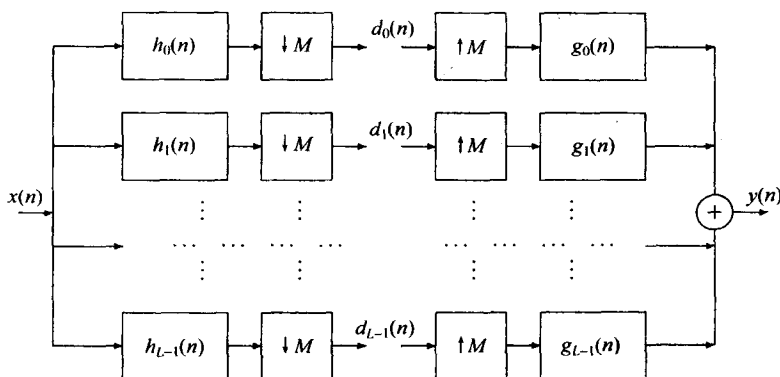 h₀(n) ↓M d₀(n) ↑M g₀(n)
h₁(n) ↓M d₁(n) ↑M g₁(n)
x(n) + y(n)
h_{L-1}(n) ↓M d_{L-1}(n) ↑M g_{L-1}(n)